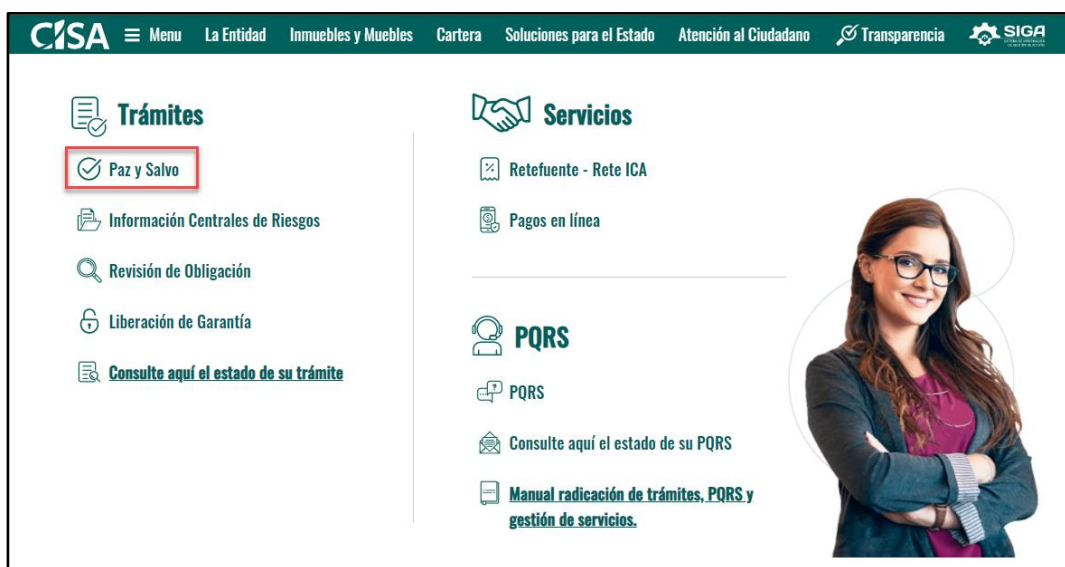 CISA
Menu
La Entidad
Inmuebles y Muebles
Cartera
Soluciones para el Estado
Atención al Ciudadano
Transparencia
SIGA
Trámites
Paz y Salvo
Información Centrales de Riesgos
Revisión de Obligación
Liberación de Garantía
Consulte aquí el estado de su trámite
Servicios
Retefuente - Rete ICA
Pagos en línea
PQRS
PQRS
Consulte aquí el estado de su PQRS
Manual radicación de trámites, PQRS y
gestión de servicios.